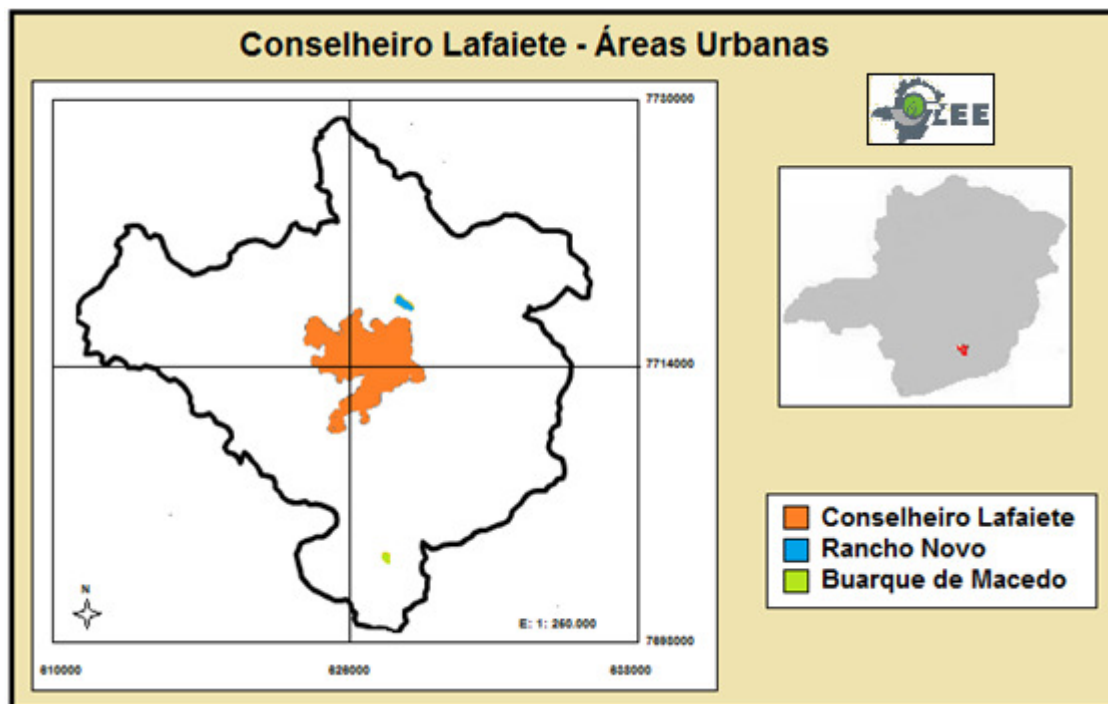 Conselheiro Lafaiete - Áreas Urbanas
ZEE
7730000
7714000
Conselheiro Lafaiete
Rancho Novo
Buarque de Macedo
N
E: 1: 250.000
7698000
610000
626000